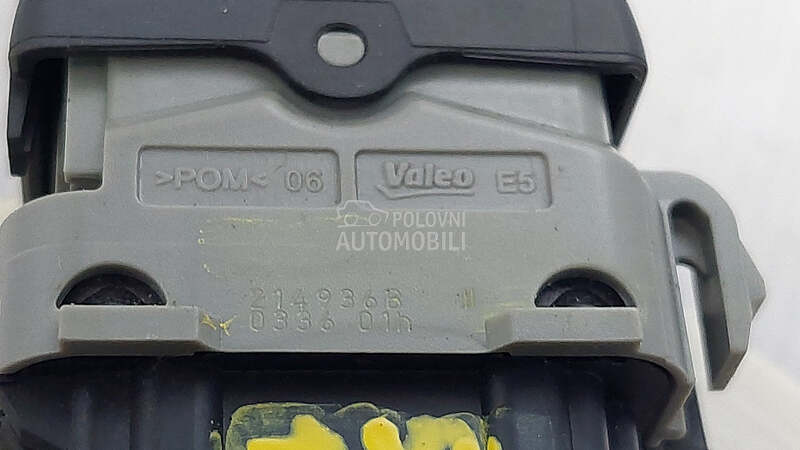 >POM< 06 Valeo E5
POLOVNI
AUTOMOBILI
214936B
0336 01h